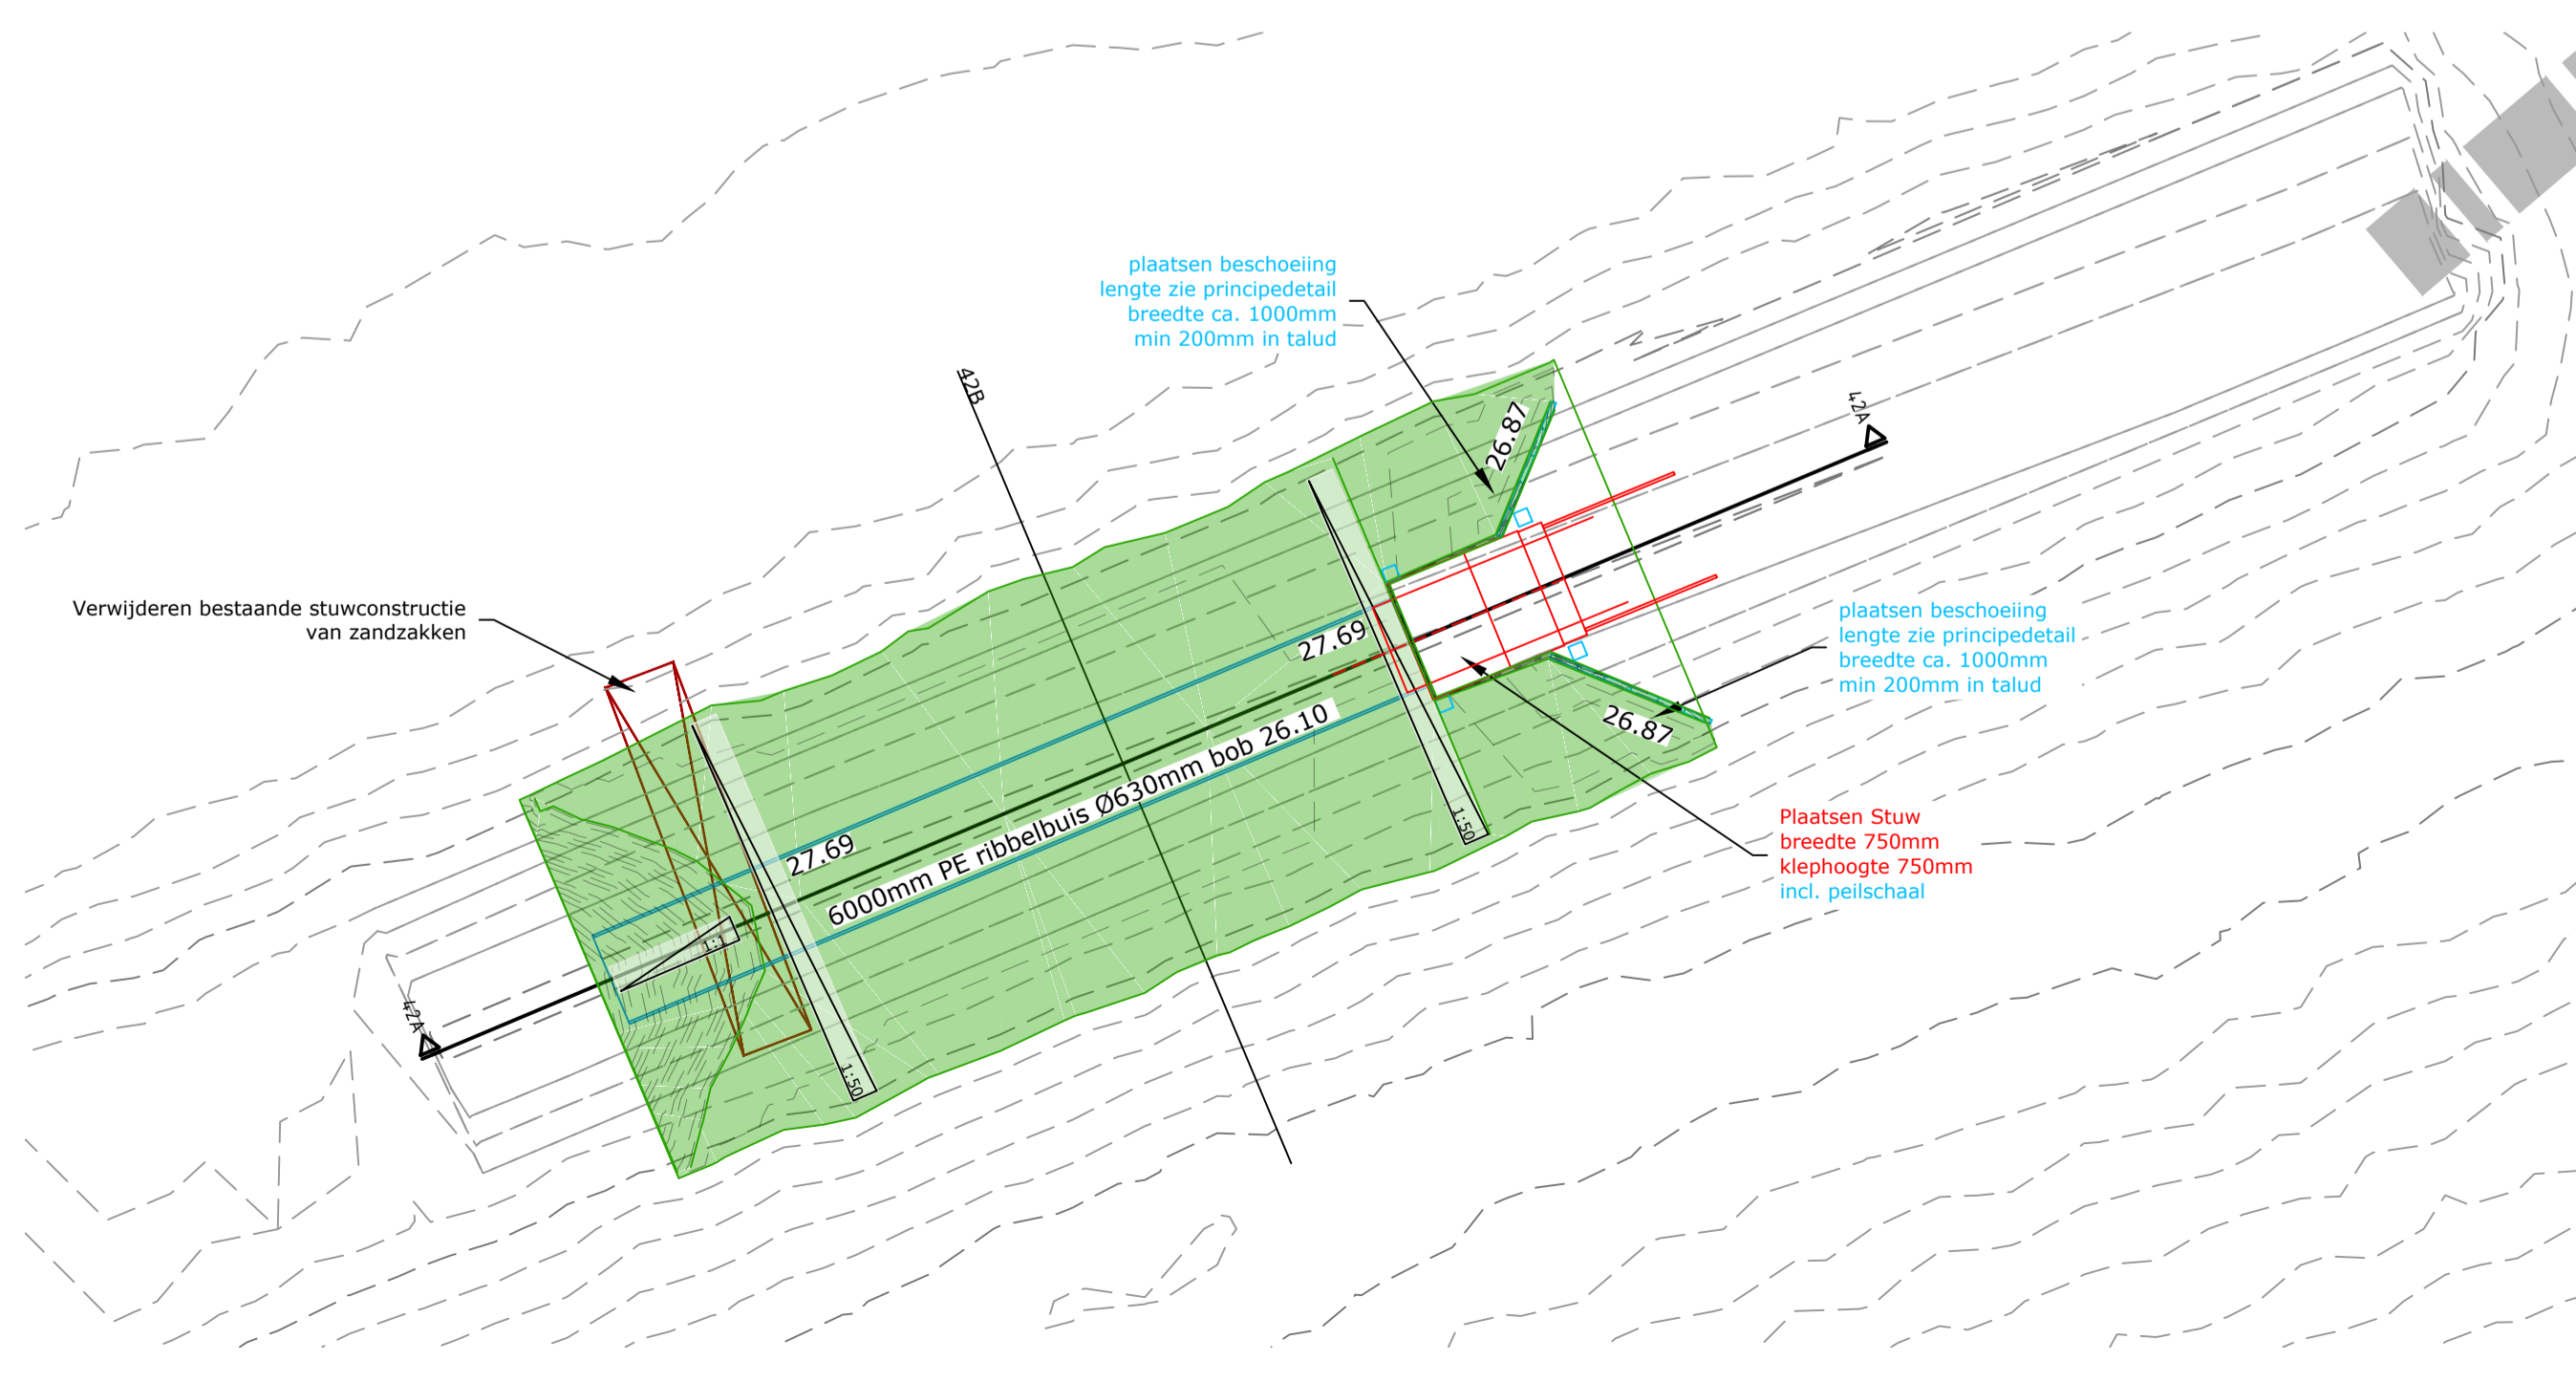 plaatsen beschoeiing
lengte zie principedetail
breedte ca. 1000mm
min 200mm in talud
42B
42A
26.87
Verwijderen bestaande stuwconstructie
van zandzakken
27.69
plaatsen beschoeiing
lengte zie principedetail
breedte ca. 1000mm
min 200mm in talud
26.87
6000mm PE ribbelbuis Ø630mm bob 26.10
27.69
1:50
Plaatsen Stuw
breedte 750mm
klephoogte 750mm
incl. peilschaal
1:1
42A
1:50